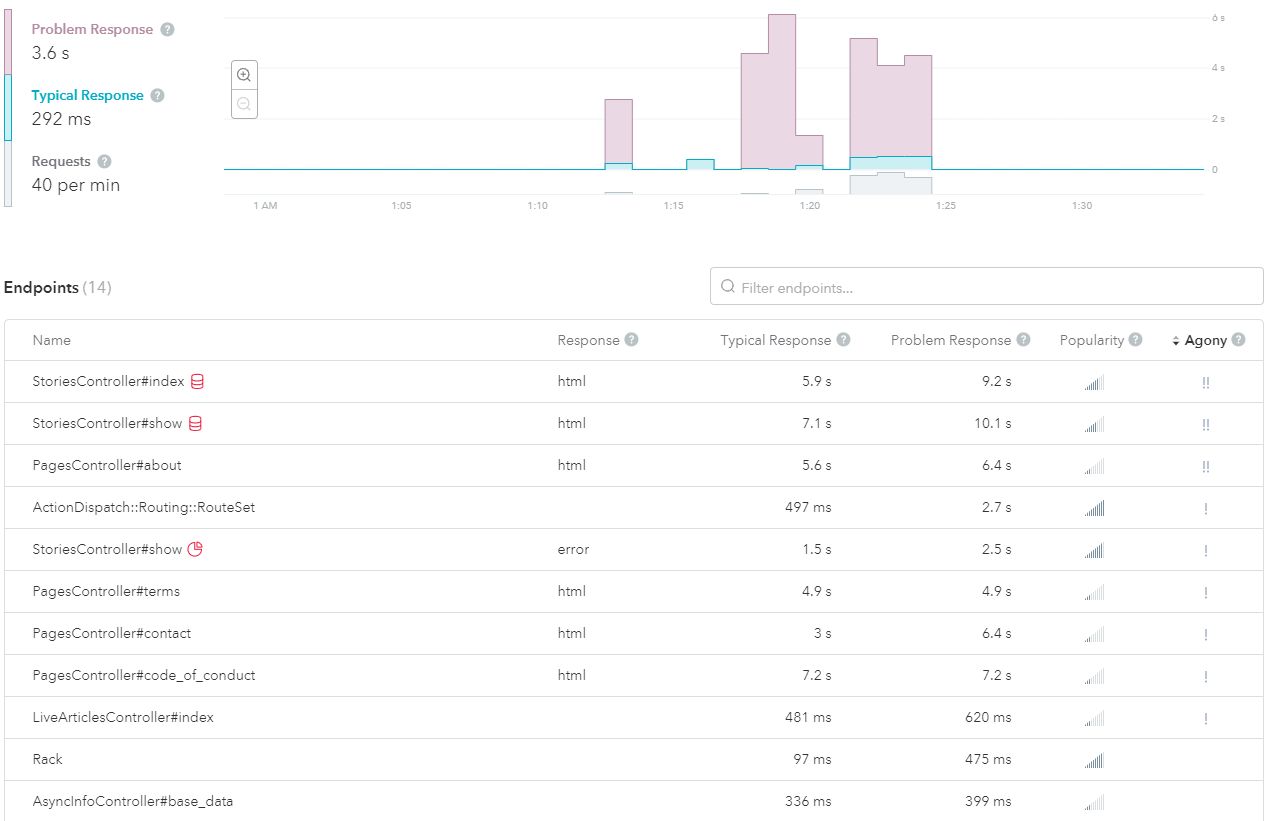 Problem Response ?
3.6 s
Typical Response ?
292 ms
Requests ?
40 per min
6 s
4 s
2 s
0
1 AM 1:05 1:10 1:15 1:20 1:25 1:30
Endpoints (14)
Filter endpoints...
Name Response ? Typical Response ? Problem Response ? Popularity ? Agony ?
StoriesController#index html 5.9 s 9.2 s !!
StoriesController#show html 7.1 s 10.1 s !!
PagesController#about html 5.6 s 6.4 s !!
ActionDispatch::Routing::RouteSet 497 ms 2.7 s !
StoriesController#show error 1.5 s 2.5 s !
PagesController#terms html 4.9 s 4.9 s !
PagesController#contact html 3 s 6.4 s !
PagesController#code_of_conduct html 7.2 s 7.2 s !
LiveArticlesController#index 481 ms 620 ms !
Rack 97 ms 475 ms
AsyncInfoController#base_data 336 ms 399 ms